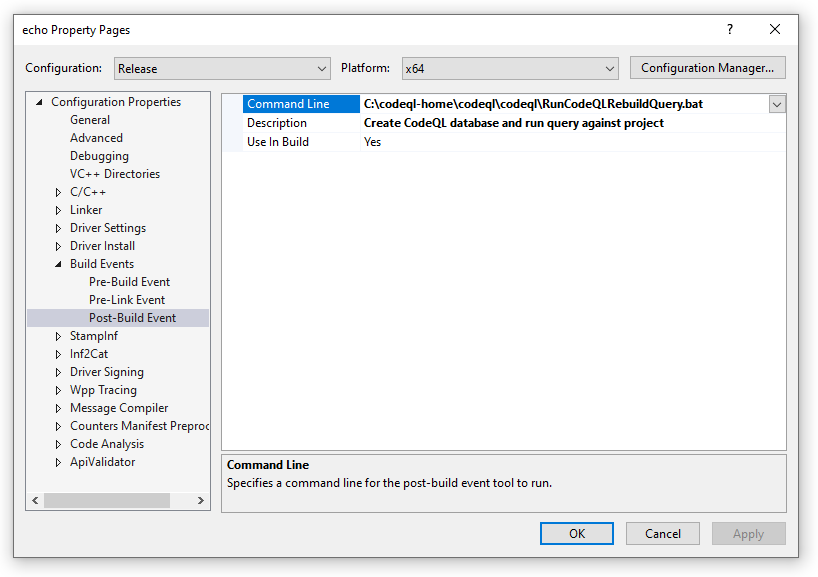 echo Property Pages
?
Configuration: Release Platform: x64 Configuration Manager...
Configuration Properties
General
Advanced
Debugging
VC++ Directories
C/C++
Linker
Driver Settings
Driver Install
Build Events
Pre-Build Event
Pre-Link Event
Post-Build Event
StampInf
Inf2Cat
Driver Signing
Wpp Tracing
Message Compiler
Counters Manifest Preproc
Code Analysis
ApiValidator
Command Line C:\codeql-home\codeql\codeql\RunCodeQLRebuildQuery.bat
Description Create CodeQL database and run query against project
Use In Build Yes
Command Line
Specifies a command line for the post-build event tool to run.
OK Cancel Apply